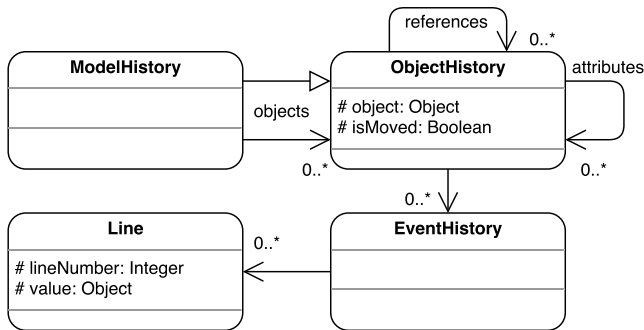 references
0..*
ModelHistory
ObjectHistory
attributes
objects
# object: Object
# isMoved: Boolean
0..*
0..*
0..*
Line
0..*
EventHistory
# lineNumber: Integer
# value: Object